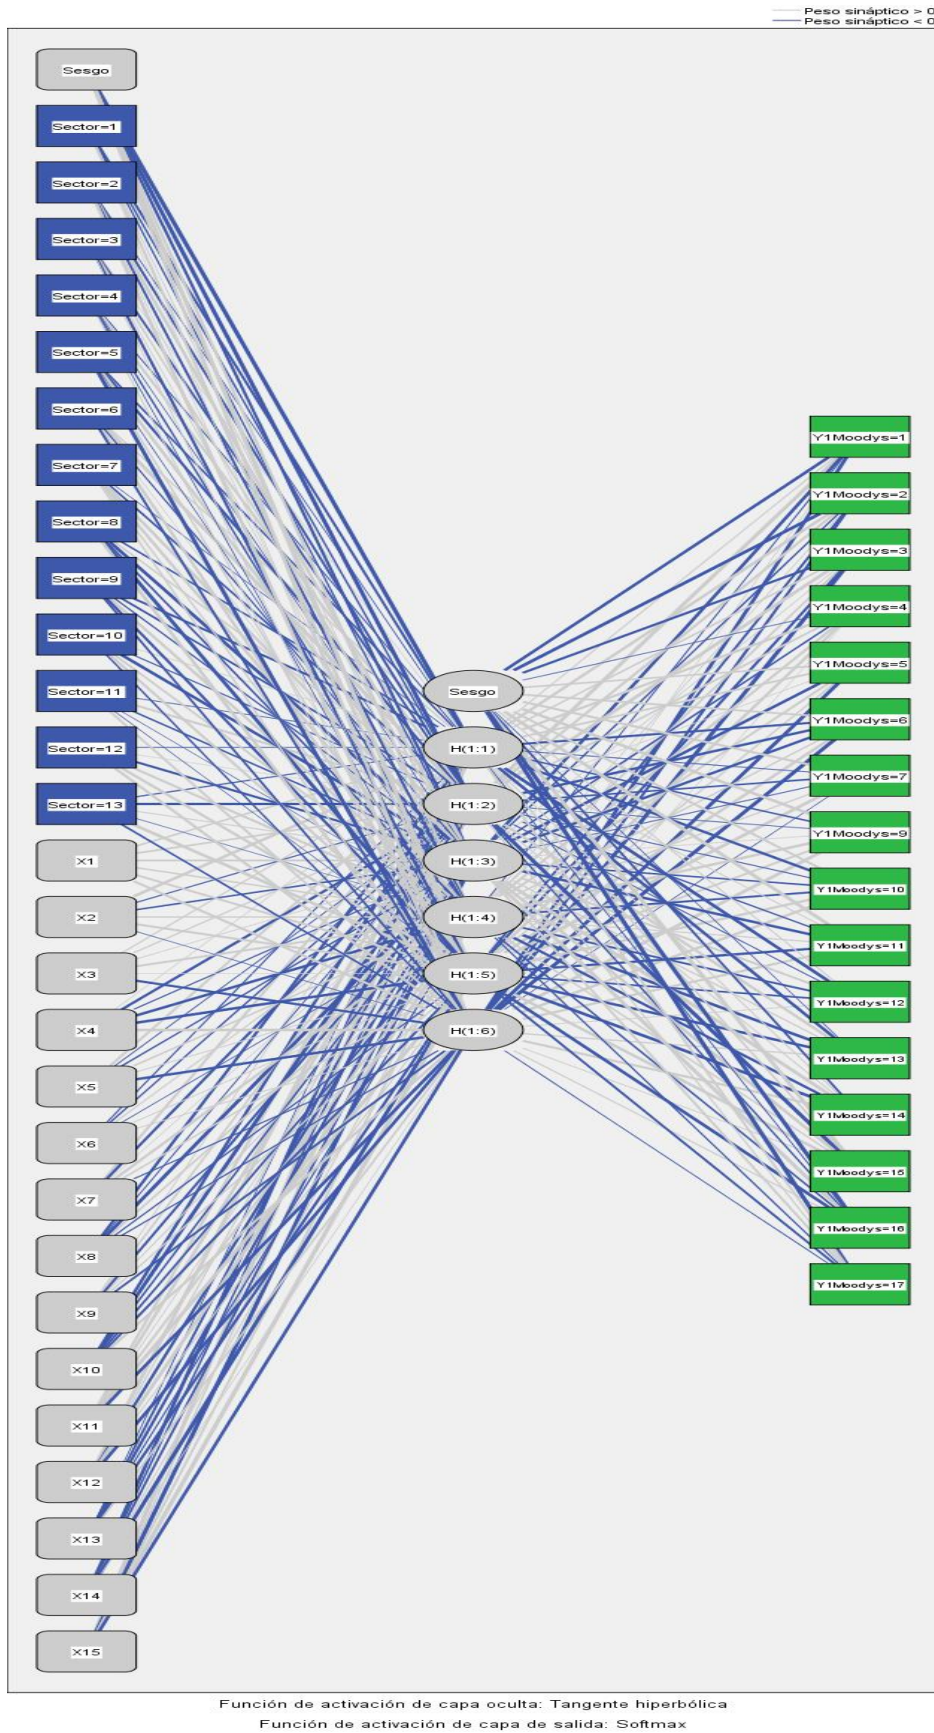 Peso sináptico > 0
Peso sináptico < 0
Sesgo
Sector=1
Sector=2
Sector=3
Sector=4
Sector=5
Sector=6
Sector=7
Sector=8
Sector=9
Sector=10
Sector=11
Sector=12
Sector=13
X1
X2
X3
X4
X5
X6
X7
X8
X9
X10
X11
X12
X13
X14
X15
Sesgo
H(1:1)
H(1:2)
H(1:3)
H(1:4)
H(1:5)
H(1:6)
Y1Moodys=1
Y1Moodys=2
Y1Moodys=3
Y1Moodys=4
Y1Moodys=5
Y1Moodys=6
Y1Moodys=7
Y1Moodys=9
Y1Moodys=10
Y1Moodys=11
Y1Moodys=12
Y1Moodys=13
Y1Moodys=14
Y1Moodys=15
Y1Moodys=16
Y1Moodys=17
Función de activación de capa oculta: Tangente hiperbólica
Función de activación de capa de salida: Softmax